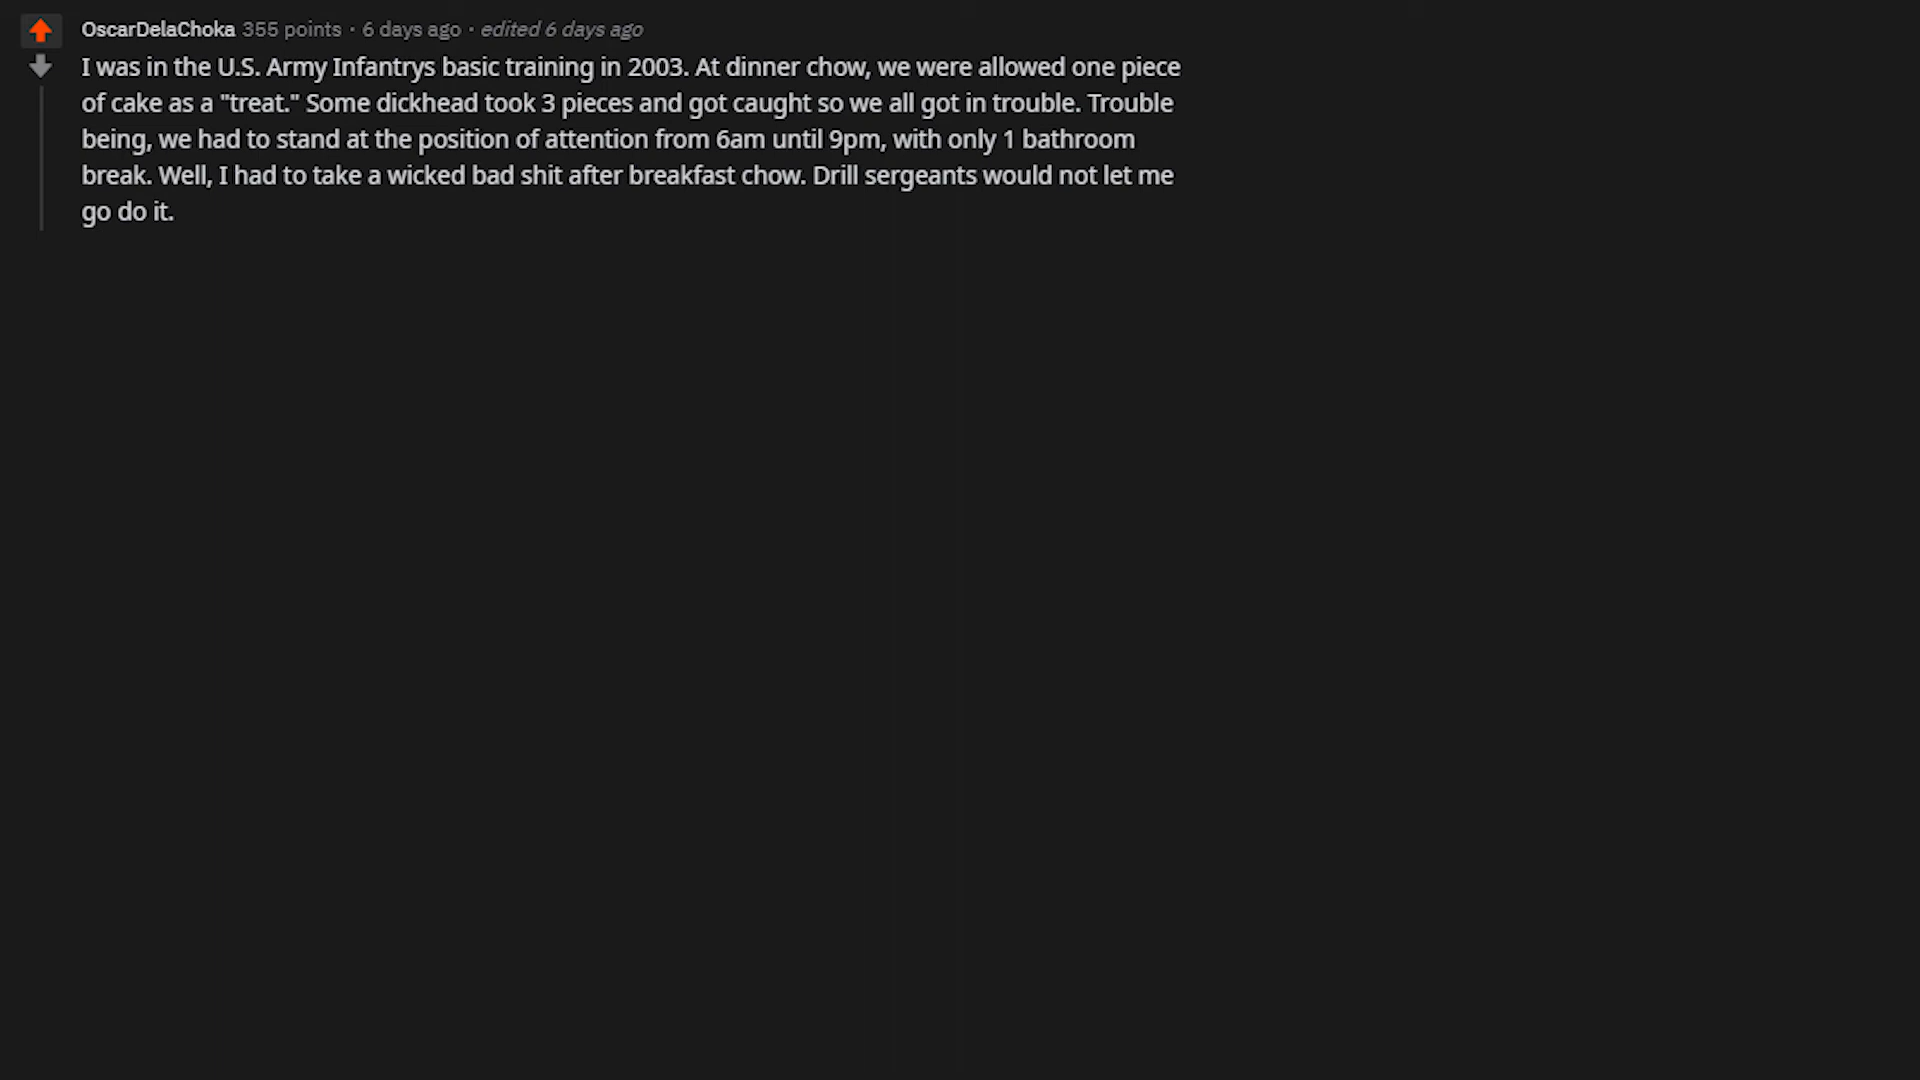 OscarDelaChoka 355 points · 6 days ago · edited 6 days ago
I was in the U.S. Army Infantrys basic training in 2003. At dinner chow, we were allowed one piece
of cake as a "treat." Some dickhead took 3 pieces and got caught so we all got in trouble. Trouble
being, we had to stand at the position of attention from 6am until 9pm, with only 1 bathroom
break. Well, I had to take a wicked bad shit after breakfast chow. Drill sergeants would not let me
go do it.